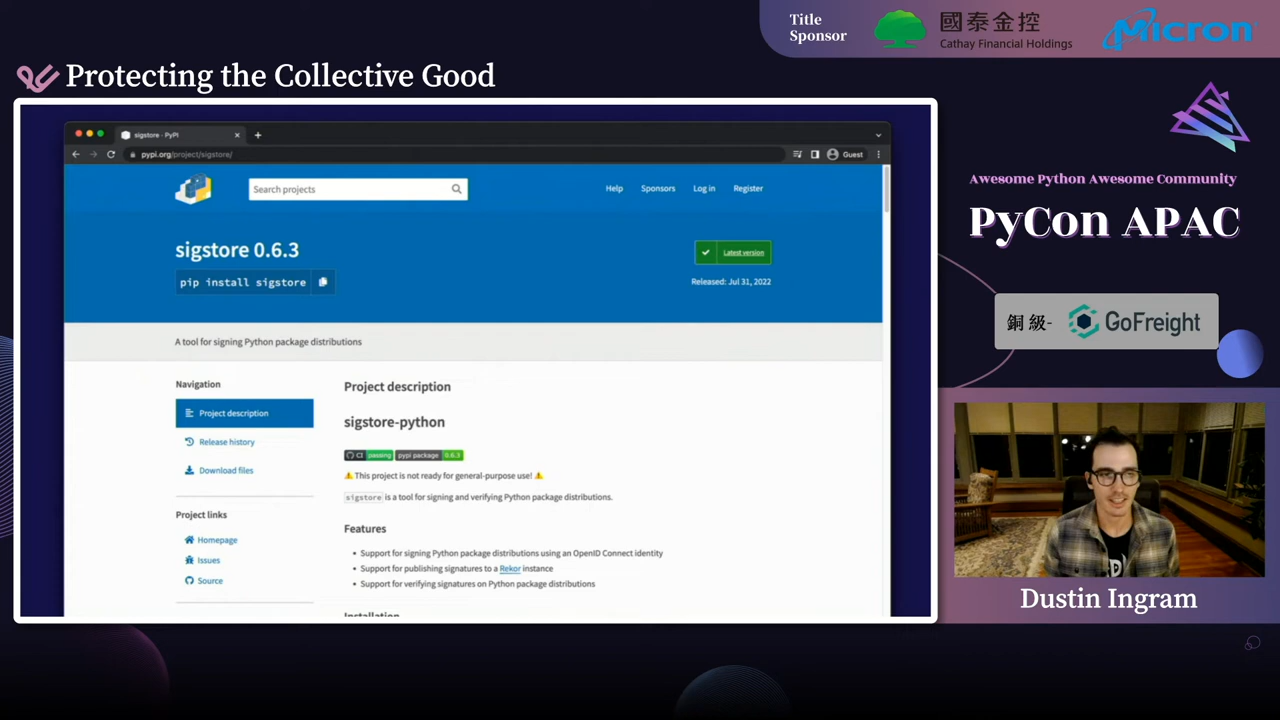 Title
Sponsor
國泰金控
Cathay Financial Holdings
Micron
Protecting the Collective Good
sigstore · PyPI
pypi.org/project/sigstore/
Guest
Search projects
Help
Sponsors
Log in
Register
sigstore 0.6.3
pip install sigstore
Latest version
Released: Jul 31, 2022
A tool for signing Python package distributions
Navigation
Project description
Release history
Download files
Project links
Homepage
Issues
Source
Project description
sigstore-python
CI passing pypi package 0.6.3
⚠️ This project is not ready for general-purpose use! ⚠️
sigstore is a tool for signing and verifying Python package distributions.
Features
• Support for signing Python package distributions using an OpenID Connect identity
• Support for publishing signatures to a Rekor instance
• Support for verifying signatures on Python package distributions
Installation
Awesome Python Awesome Community
PyCon APAC
銅級-
GoFreight
Dustin Ingram